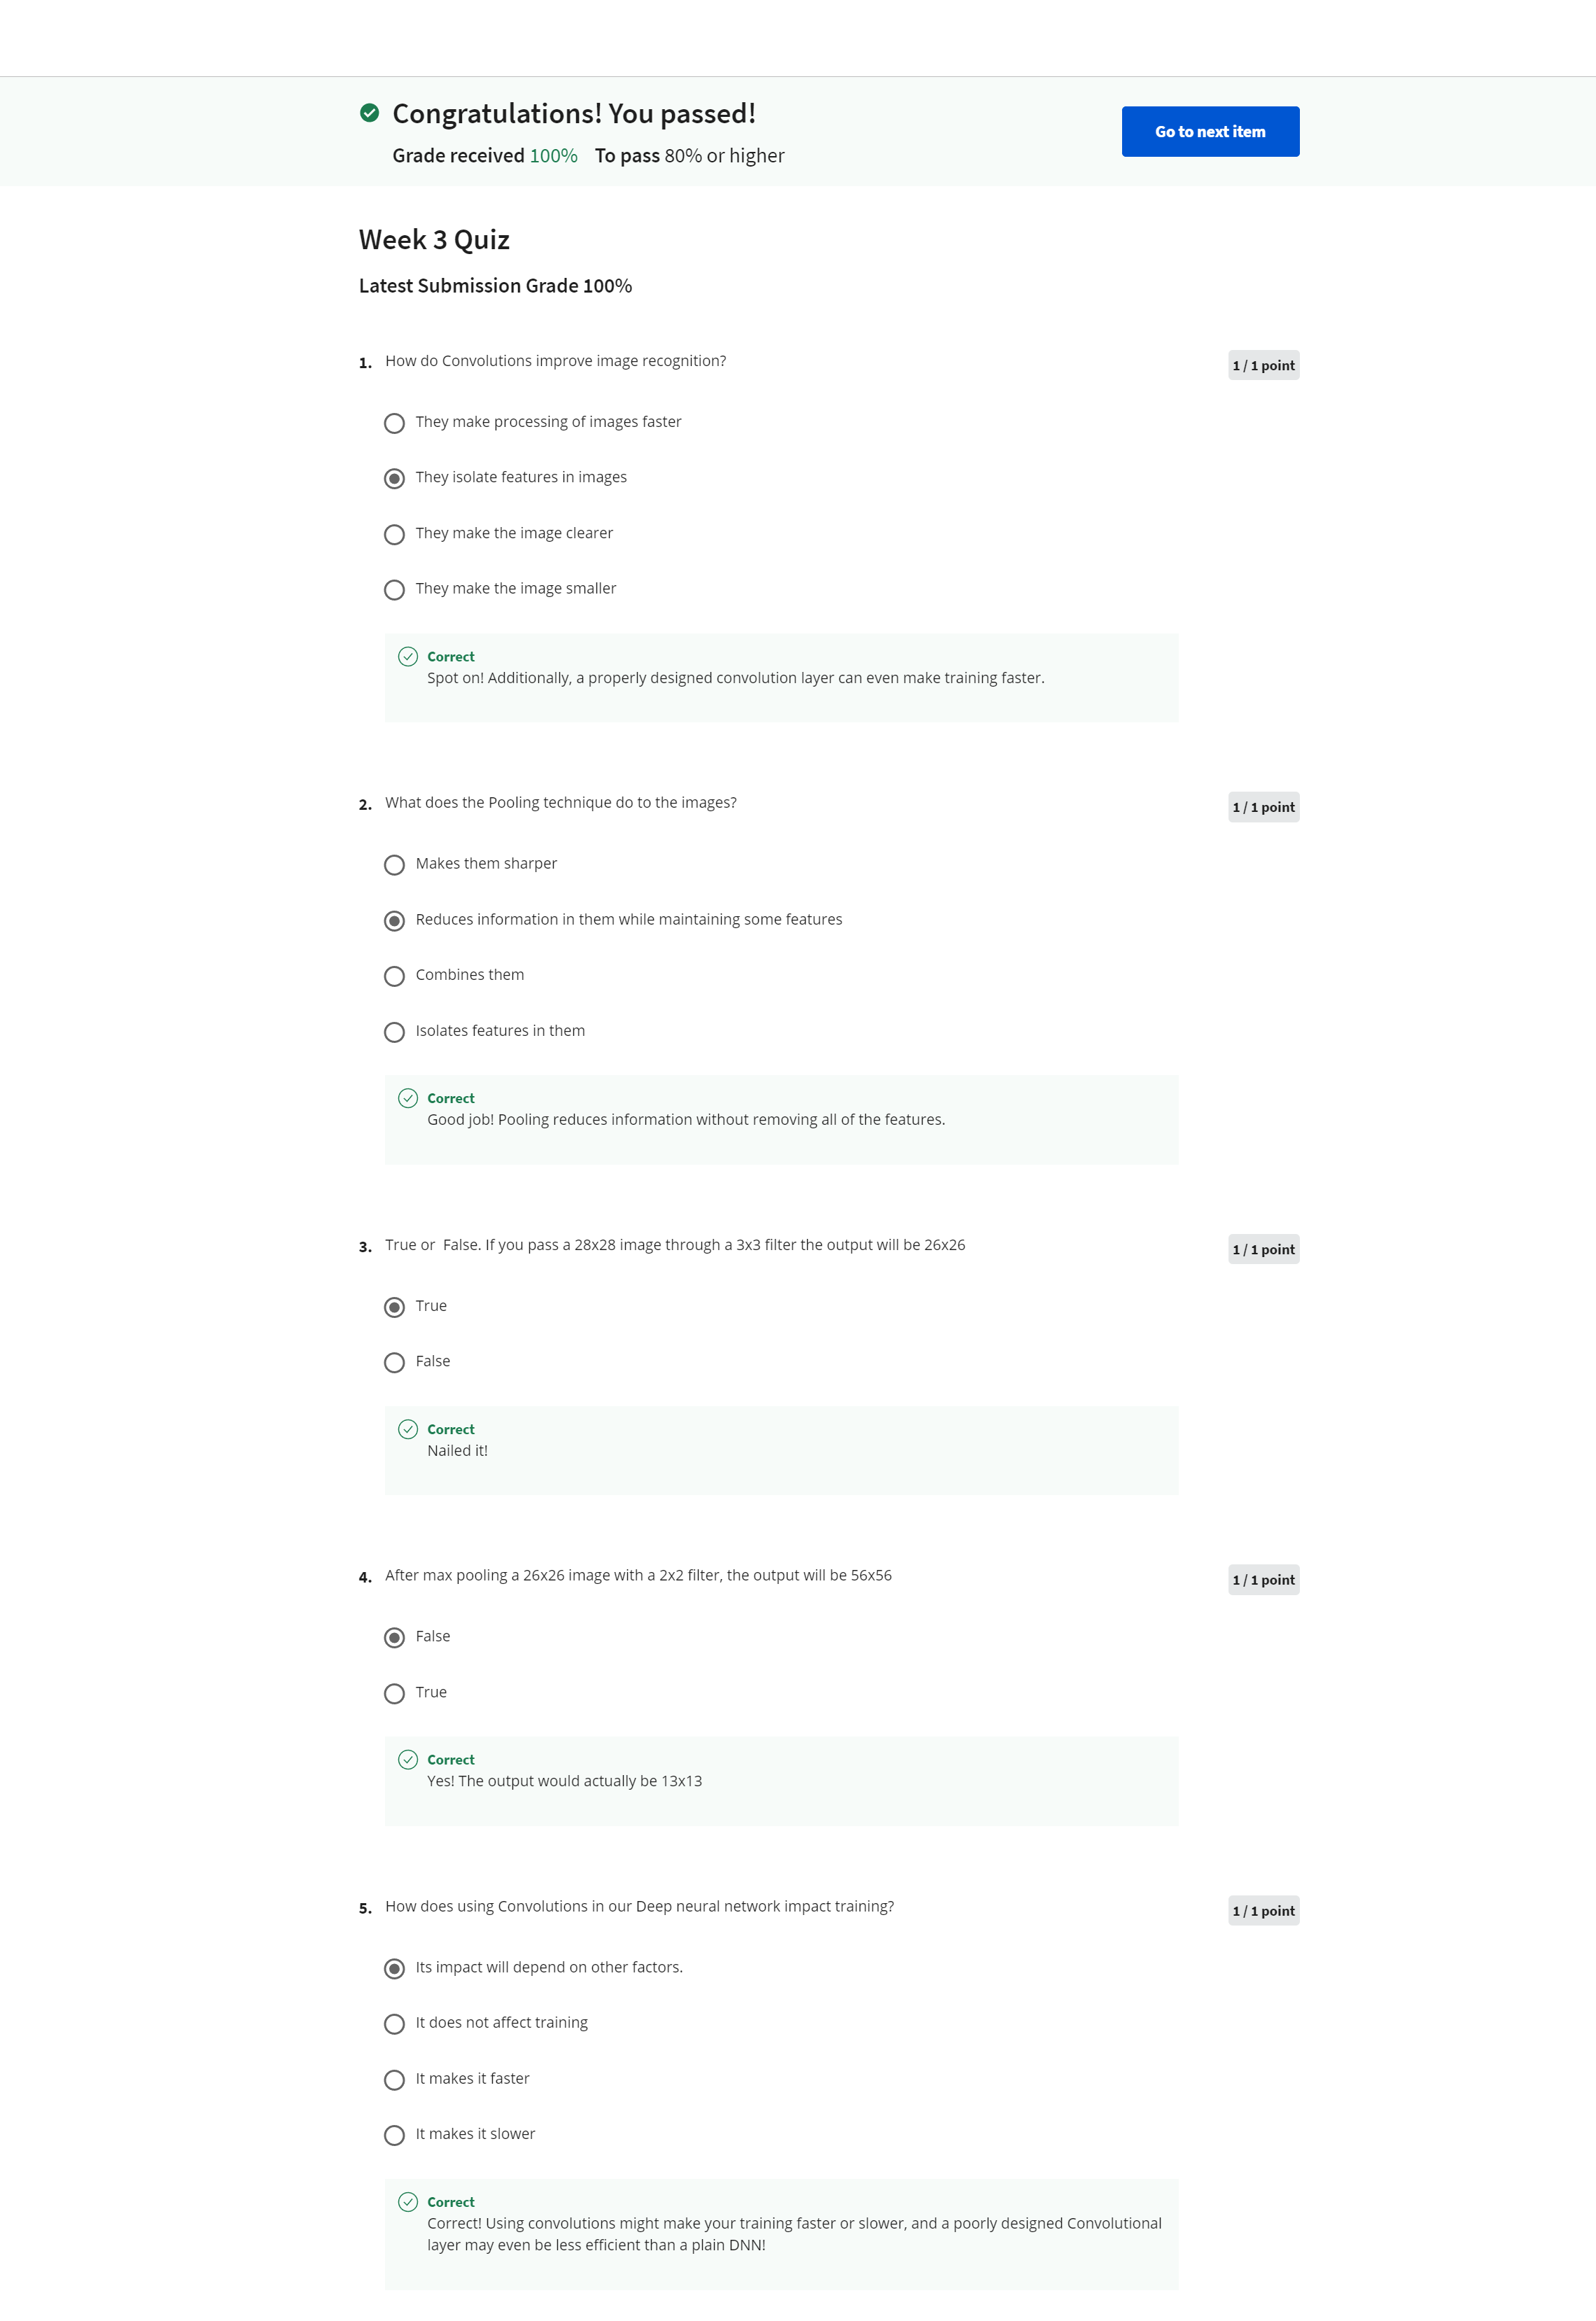 Congratulations! You passed!
Go to next item
Grade received 100% To pass 80% or higher
Week 3 Quiz
Latest Submission Grade 100%
1. How do Convolutions improve image recognition?
1 / 1 point
They make processing of images faster
They isolate features in images
They make the image clearer
They make the image smaller
Correct
Spot on! Additionally, a properly designed convolution layer can even make training faster.
2. What does the Pooling technique do to the images?
1 / 1 point
Makes them sharper
Reduces information in them while maintaining some features
Combines them
Isolates features in them
Correct
Good job! Pooling reduces information without removing all of the features.
3. True or False. If you pass a 28x28 image through a 3x3 filter the output will be 26x26
1 / 1 point
True
False
Correct
Nailed it!
4. After max pooling a 26x26 image with a 2x2 filter, the output will be 56x56
1 / 1 point
False
True
Correct
Yes! The output would actually be 13x13
5. How does using Convolutions in our Deep neural network impact training?
1 / 1 point
Its impact will depend on other factors.
It does not affect training
It makes it faster
It makes it slower
Correct
Correct! Using convolutions might make your training faster or slower, and a poorly designed Convolutional
layer may even be less efficient than a plain DNN!